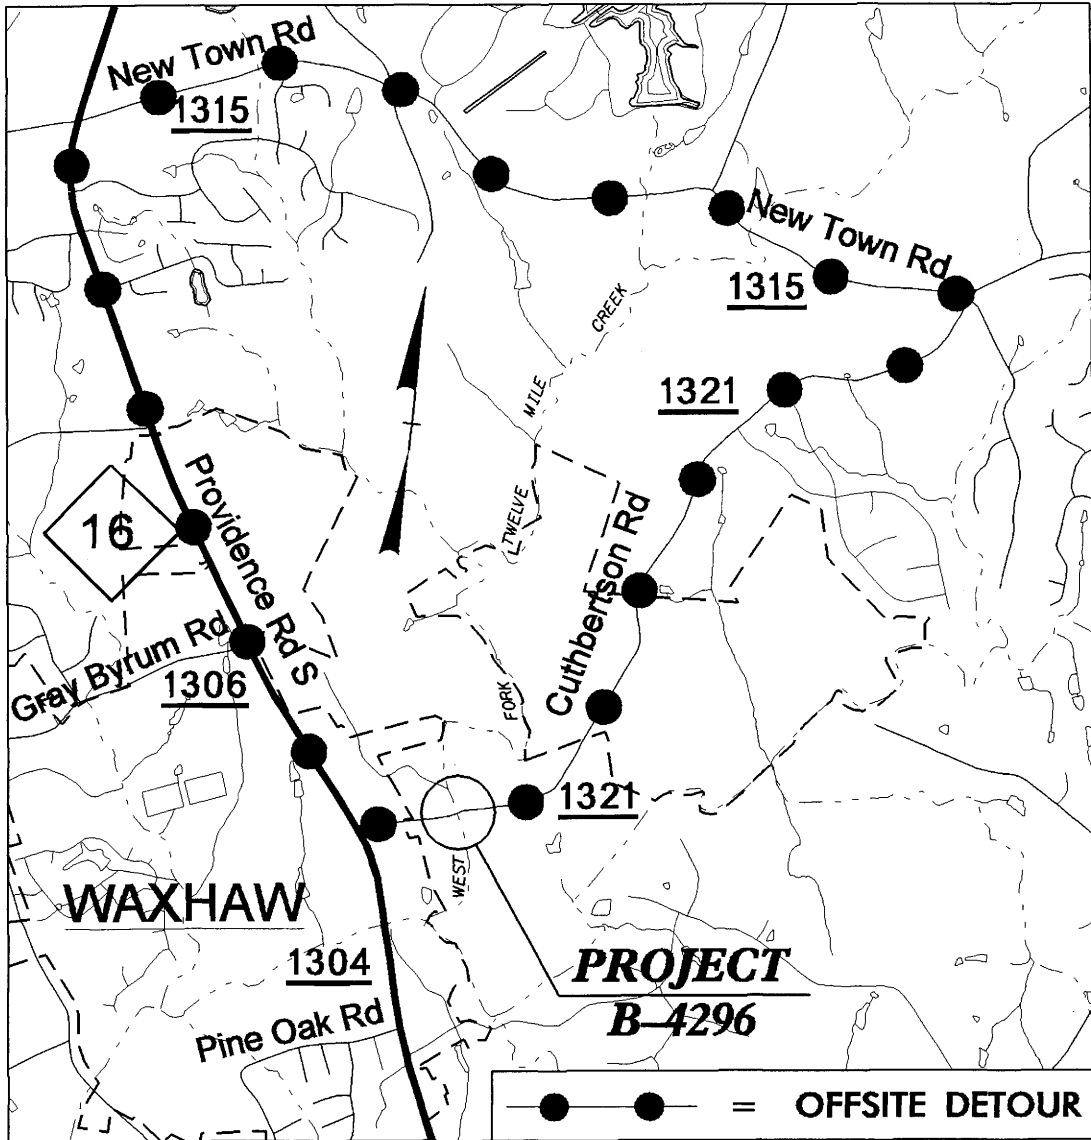 New Town Rd
1315
New Town Rd
1315
CREEK
MILE
TWELVE
FORK
WEST
1321
Cuthbertson Rd
16
Providence Rd S
Gray Byrum Rd
1306
1321
WAXHAW
1304
Pine Oak Rd
PROJECT
B-4296
= OFFSITE DETOUR